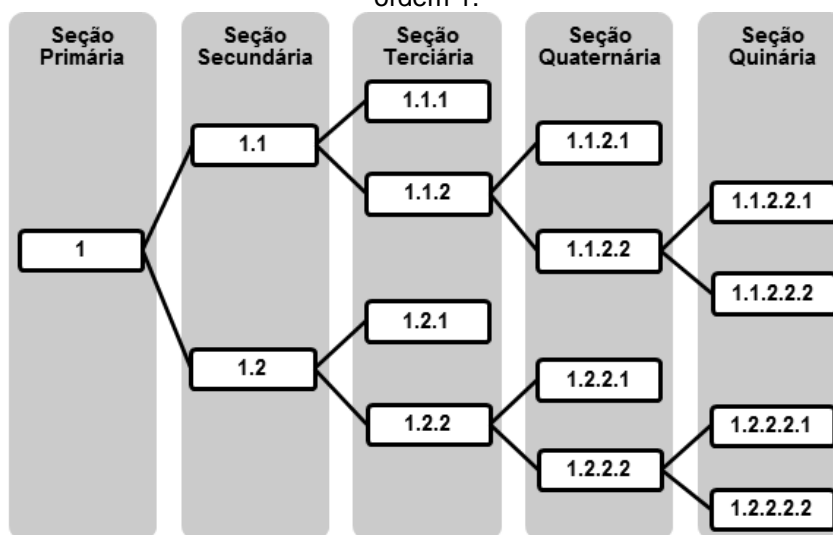 ordem 1.
Seção
Primária
Seção
Secundária
Seção
Terciária
Seção
Quaternária
Seção
Quinária
1
1.1
1.2
1.1.1
1.1.2
1.2.1
1.2.2
1.1.2.1
1.1.2.2
1.2.2.1
1.2.2.2
1.1.2.2.1
1.1.2.2.2
1.2.2.2.1
1.2.2.2.2